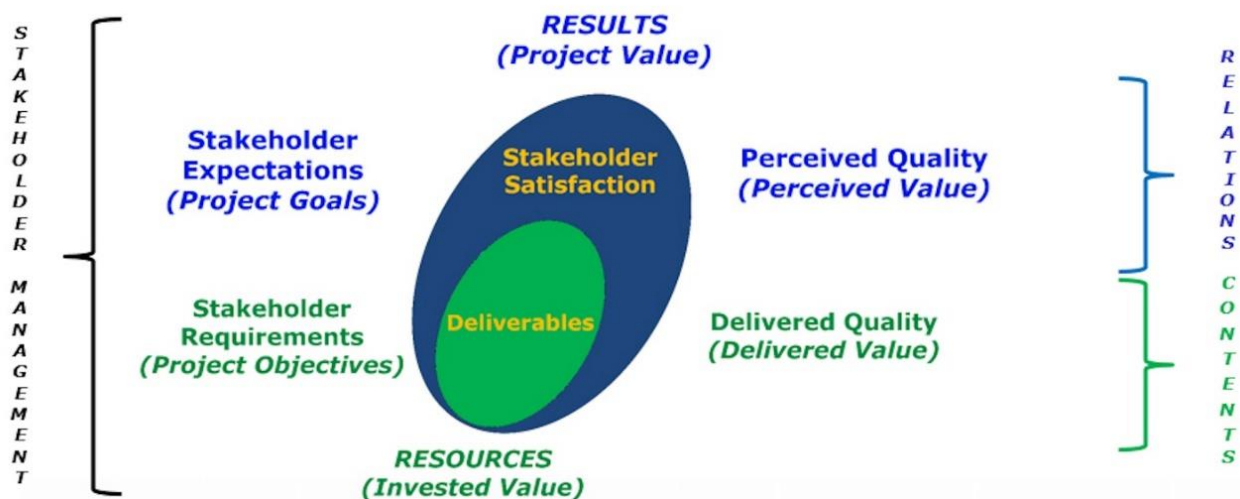 STAKEHOLDER MANAGEMENT
RESULTS
(Project Value)
Stakeholder
Expectations
(Project Goals)
Stakeholder
Satisfaction
Perceived Quality
(Perceived Value)
RELATIONS
Stakeholder
Requirements
(Project Objectives)
Deliverables
Delivered Quality
(Delivered Value)
CONTENTS
RESOURCES
(Invested Value)